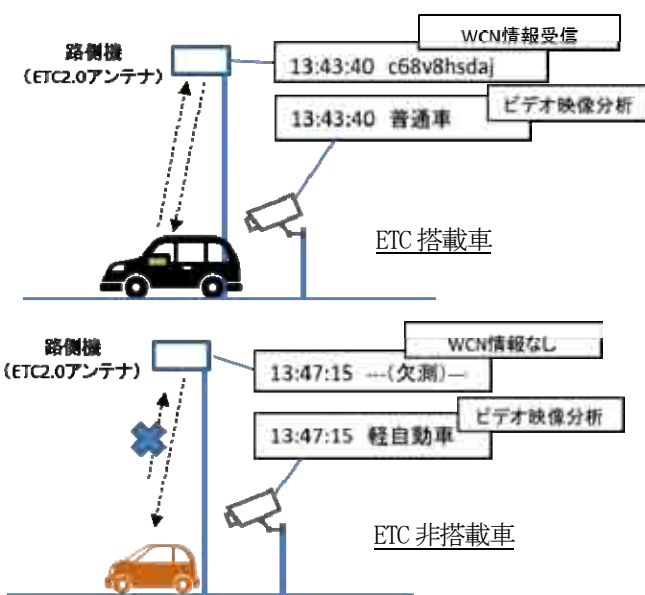 WCN情報受信
路側機
(ETC2.0アンテナ)
13:43:40 c68v8hsdaj
ビデオ映像分析
13:43:40 普通車
ETC 搭載車
WCN情報なし
路側機
(ETC2.0アンテナ)
13:47:15 ---(欠測)---
ビデオ映像分析
13:47:15 軽自動車
ETC 非搭載車